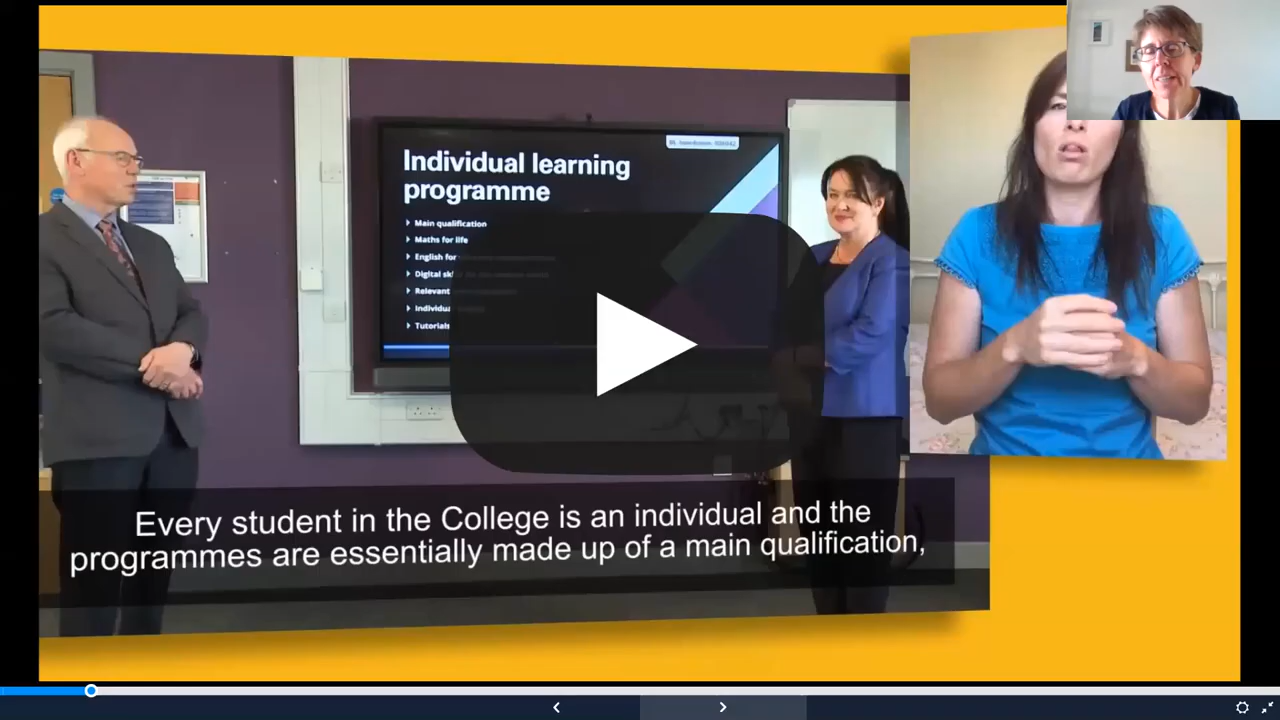 Individual learning
programme
Main qualification
Maths for life
English for
Digital sk
Relevant
Individua
Tutorials
Every student in the College is an individual and the
programmes are essentially made up of a main qualification,